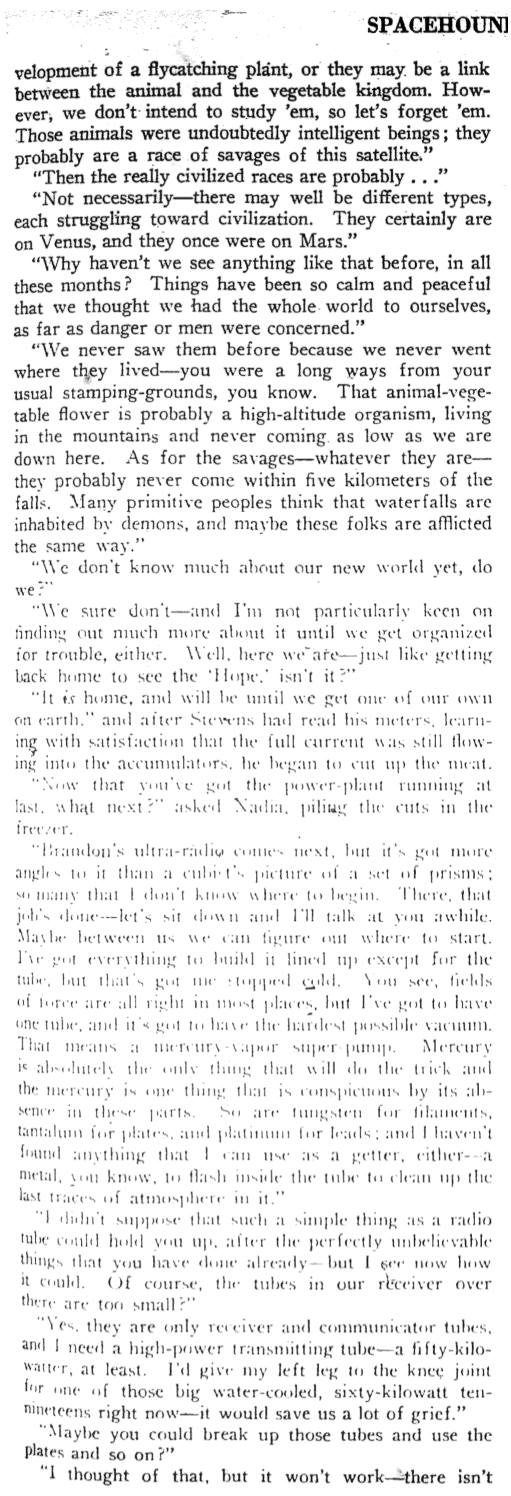 SPACEHOUN
velopment of a flycatching plant, or they may be a link
between the animal and the vegetable kingdom. How-
ever, we don't intend to study 'em, so let's forget 'em.
Those animals were undoubtedly intelligent beings; they
probably are a race of savages of this satellite."
"Then the really civilized races are probably . . ."
"Not necessarily—there may well be different types,
each struggling toward civilization. They certainly are
on Venus, and they once were on Mars."
"Why haven't we see anything like that before, in all
these months? Things have been so calm and peaceful
that we thought we had the whole world to ourselves,
as far as danger or men were concerned."
"We never saw them before because we never went
where they lived—you were a long ways from your
usual stamping-grounds, you know. That animal-vege-
table flower is probably a high-altitude organism, living
in the mountains and never coming as low as we are
down here. As for the savages—whatever they are—
they probably never come within five kilometers of the
falls. Many primitive peoples think that waterfalls are
inhabited by demons, and maybe these folks are afflicted
the same way."
"We don't know much about our new world yet, do
we?"
"We sure don't—and I'm not particularly keen on
finding out much more about it until we get organized
for trouble, either. Well, here we are—just like getting
back home to see the 'Hope,' isn't it?"
"It is home, and will be until we get one of our own
on earth," and after Stevens had read his meters, learn-
ing with satisfaction that the full current was still flow-
ing into the accumulators, he began to cut up the meat.
"Now that you've got the power-plant running at
last, what next?" asked Nadia, piling the cuts in the
freezer.
"Brandon's ultra-radio comes next, but it's got more
angles to it than a cubist's picture of a set of prisms;
so many that I don't know where to begin. There, that
job's done—let's sit down and I'll talk at you awhile.
Maybe between us we can figure out where to start.
I've got everything to build it lined up except for the
tube, but that's got me stopped cold. You see, fields
of force are all right in most places, but I've got to have
one tube, and it's got to have the hardest possible vacuum.
That means a mercury-vapor super-pump. Mercury
is absolutely the only thing that will do the trick and
the mercury is one thing that is conspicuous by its ab-
sence in these parts. So are tungsten for filaments,
tantalum for plates, and platinum for leads; and I haven't
found anything that I can use as a getter, either—a
metal, you know, to flash inside the tube to clean up the
last traces of atmosphere in it."
"I didn't suppose that such a simple thing as a radio
tube could hold you up, after the perfectly unbelievable
things that you have done already—but I see now how
it could. Of course, the tubes in our receiver over
there are too small?"
"Yes, they are only receiver and communicator tubes,
and I need a high-power transmitting tube—a fifty-kilo-
watter, at least. I'd give my left leg to the knee joint
for one of those big water-cooled, sixty-kilowatt ten-
nineteens right now—it would save us a lot of grief."
"Maybe you could break up those tubes and use the
plates and so on?"
"I thought of that, but it won't work—there isn't